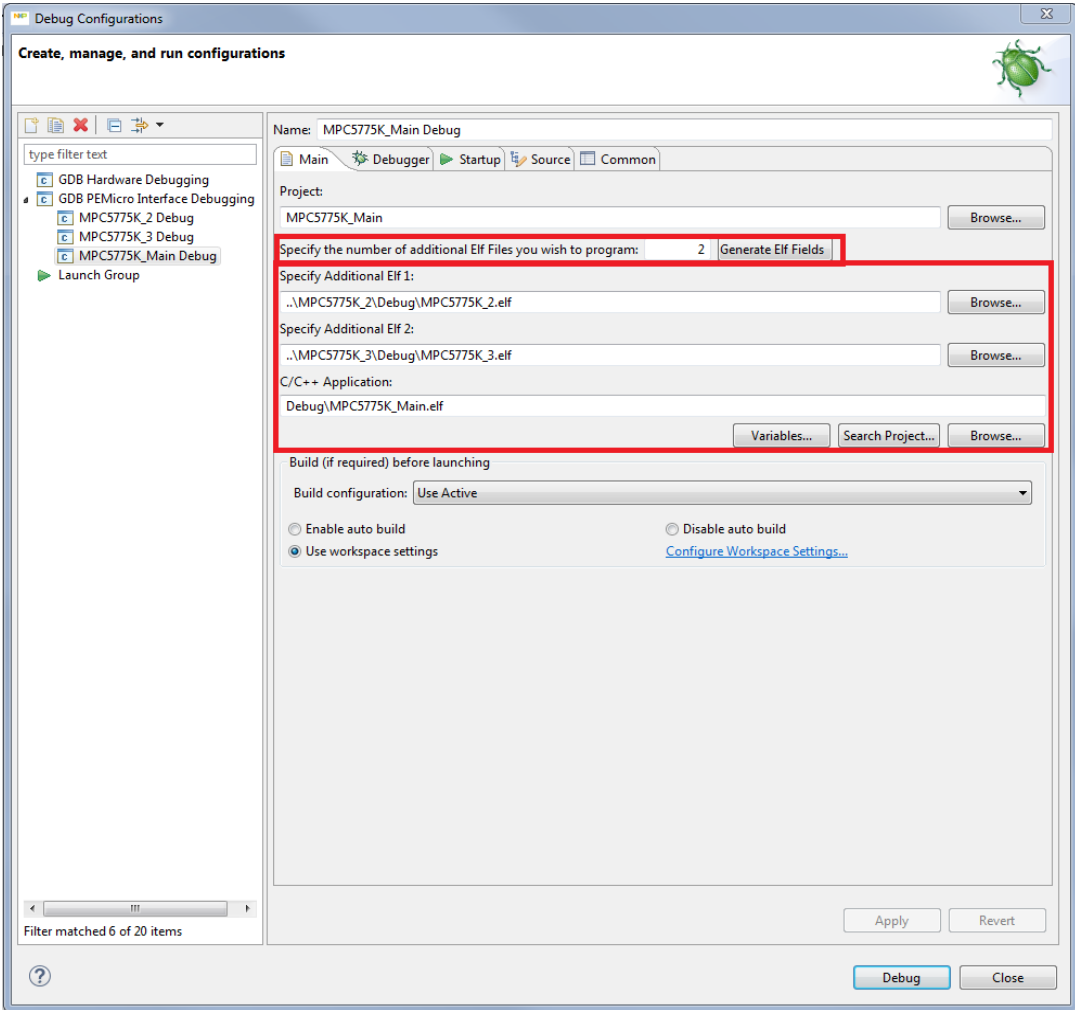 NXP Debug Configurations
Create, manage, and run configurations
type filter text
GDB Hardware Debugging
GDB PEMicro Interface Debugging
MPC5775K_2 Debug
MPC5775K_3 Debug
MPC5775K_Main Debug
Launch Group
Filter matched 6 of 20 items
Name: MPC5775K_Main Debug
Main Debugger Startup Source Common
Project:
MPC5775K_Main Browse...
Specify the number of additional Elf Files you wish to program: 2 Generate Elf Fields
Specify Additional Elf 1:
..\MPC5775K_2\Debug\MPC5775K_2.elf Browse...
Specify Additional Elf 2:
..\MPC5775K_3\Debug\MPC5775K_3.elf Browse...
C/C++ Application:
Debug\MPC5775K_Main.elf
Variables... Search Project... Browse...
Build (if required) before launching
Build configuration: Use Active
Enable auto build Disable auto build
Use workspace settings Configure Workspace Settings...
Apply Revert
Debug Close